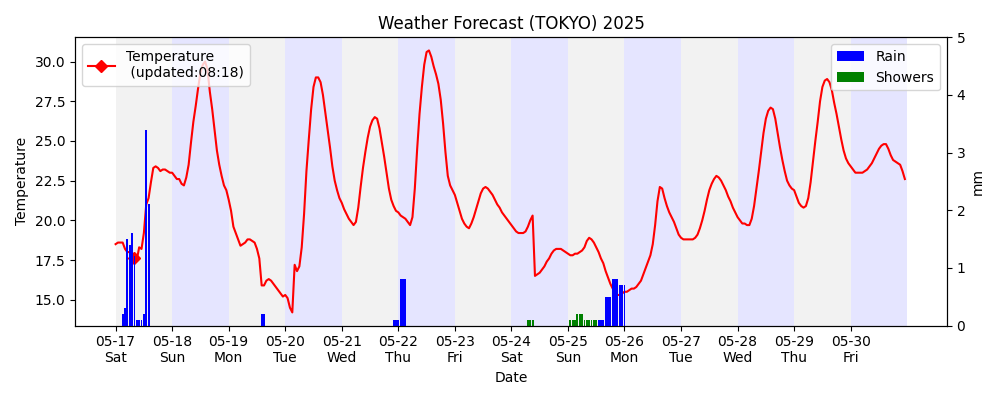 Weather Forecast (TOKYO) 2025
Temperature
(updated:08:18)
Rain
Showers
Temperature
30.0
27.5
25.0
22.5
20.0
17.5
15.0
5
4
3
2
1
0
mm
05-17 05-18 05-19 05-20 05-21 05-22 05-23 05-24 05-25 05-26 05-27 05-28 05-29 05-30
Sat Sun Mon Tue Wed Thu Fri Sat Sun Mon Tue Wed Thu Fri
Date